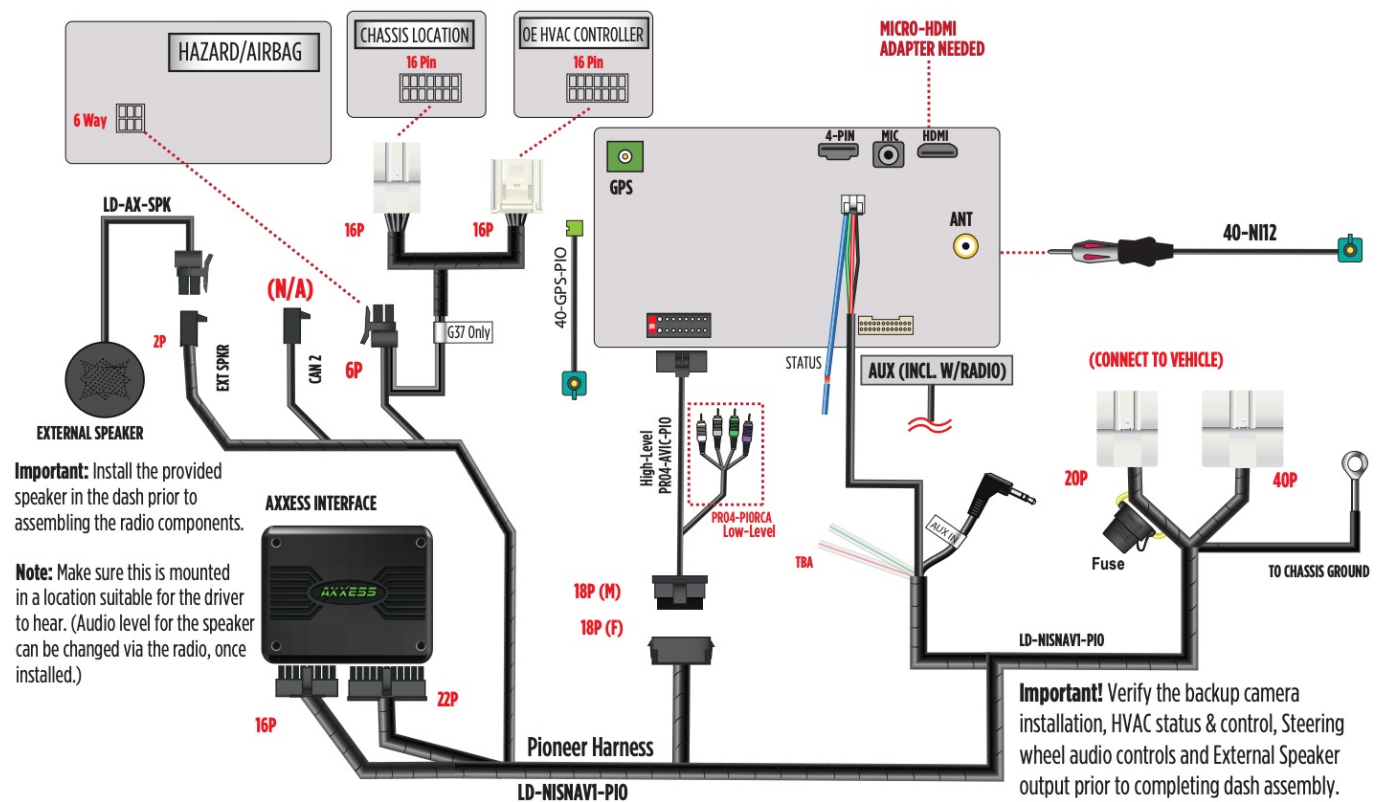 HAZARD/AIRBAG
6 Way
CHASSIS LOCATION
16 Pin
OE HVAC CONTROLLER
16 Pin
MICRO-HDMI
ADAPTER NEEDED
4-PIN
MIC
HDMI
GPS
ANT
40-NI12
LD-AX-SPK
16P
16P
(N/A)
G37 Only
40-GPS-PIO
2P
EXT SPKR
CAN 2
6P
STATUS
AUX (INCL. W/RADIO)
(CONNECT TO VEHICLE)
EXTERNAL SPEAKER
High-Level
PR04-AVIC-PIO
PR04-PIORCA
Low-Level
20P
40P
Fuse
TO CHASSIS GROUND
AUX IN
TBA
Important: Install the provided
speaker in the dash prior to
assembling the radio components.
Note: Make sure this is mounted
in a location suitable for the driver
to hear. (Audio level for the speaker
can be changed via the radio, once
installed.)
AXXESS INTERFACE
AXXESS
18P (M)
18P (F)
16P
22P
Pioneer Harness
LD-NISNAV1-PIO
LD-NISNAV1-PIO
Important! Verify the backup camera
installation, HVAC status & control, Steering
wheel audio controls and External Speaker
output prior to completing dash assembly.